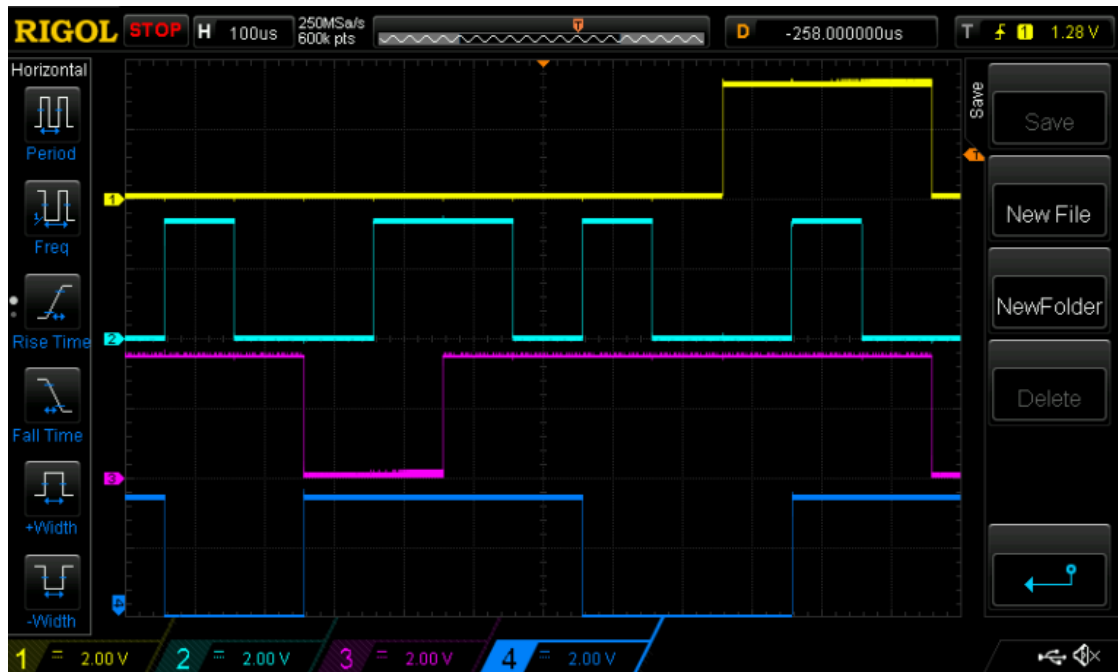 RIGOL STOP H 100us 250MSa/s 600k pts D -258.000000us T 1 1.28 V
Horizontal
Period
Freq
Rise Time
Fall Time
+Width
-Width
T
T
1
2
3
4
Save
Save
New File
NewFolder
Delete
1 = 2.00 V 2 = 2.00 V 3 = 2.00 V 4 = 2.00 V